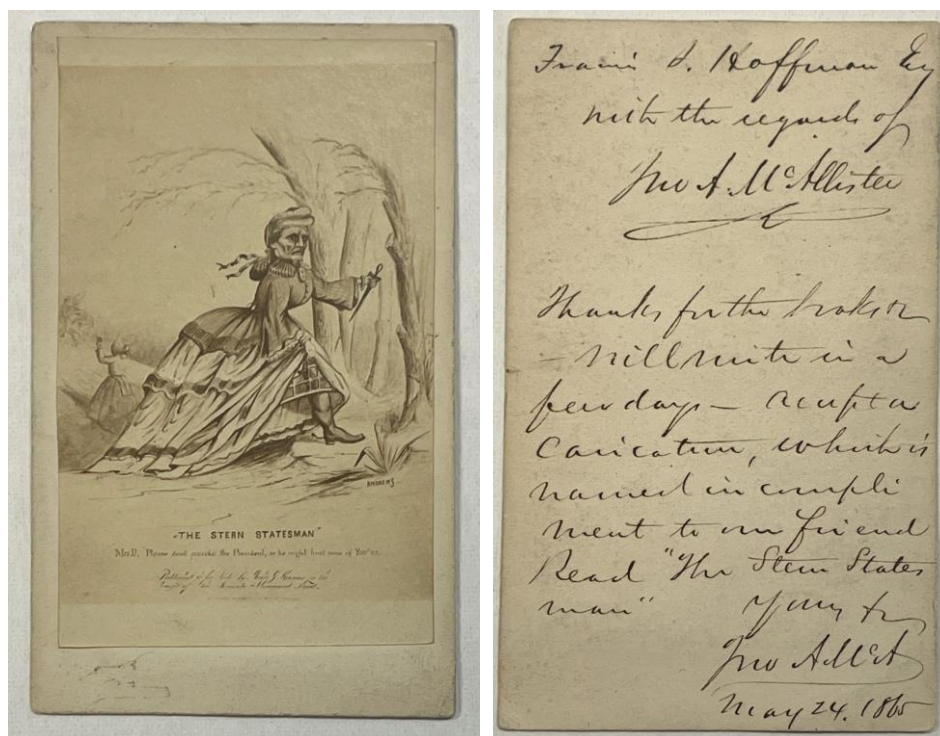 ANDREWS
"THE STERN STATESMAN"
Mrs. D. Please don't provoke the President, or he might hurt some of You'ns.
Francis S. Hoffman Esq
with the regards of
Jno A. McAllister
Thanks for the books &c
– will write in a
few days – accept a
Caricature, which is
named in compli
ment to our friend
Read "The Stern States
man" Yours tr
Jno A McA
May 24. 1865